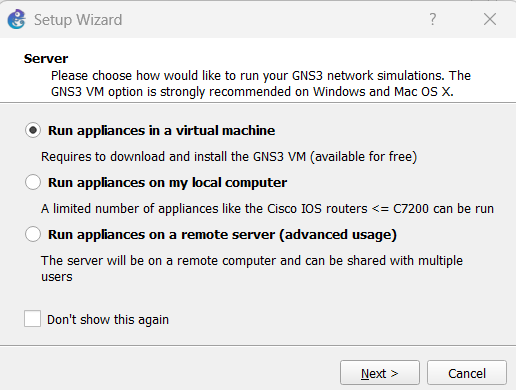 Setup Wizard
?
Server
Please choose how would like to run your GNS3 network simulations. The
GNS3 VM option is strongly recommended on Windows and Mac OS X.
Run appliances in a virtual machine
Requires to download and install the GNS3 VM (available for free)
Run appliances on my local computer
A limited number of appliances like the Cisco IOS routers <= C7200 can be run
Run appliances on a remote server (advanced usage)
The server will be on a remote computer and can be shared with multiple
users
Don't show this again
Next >
Cancel